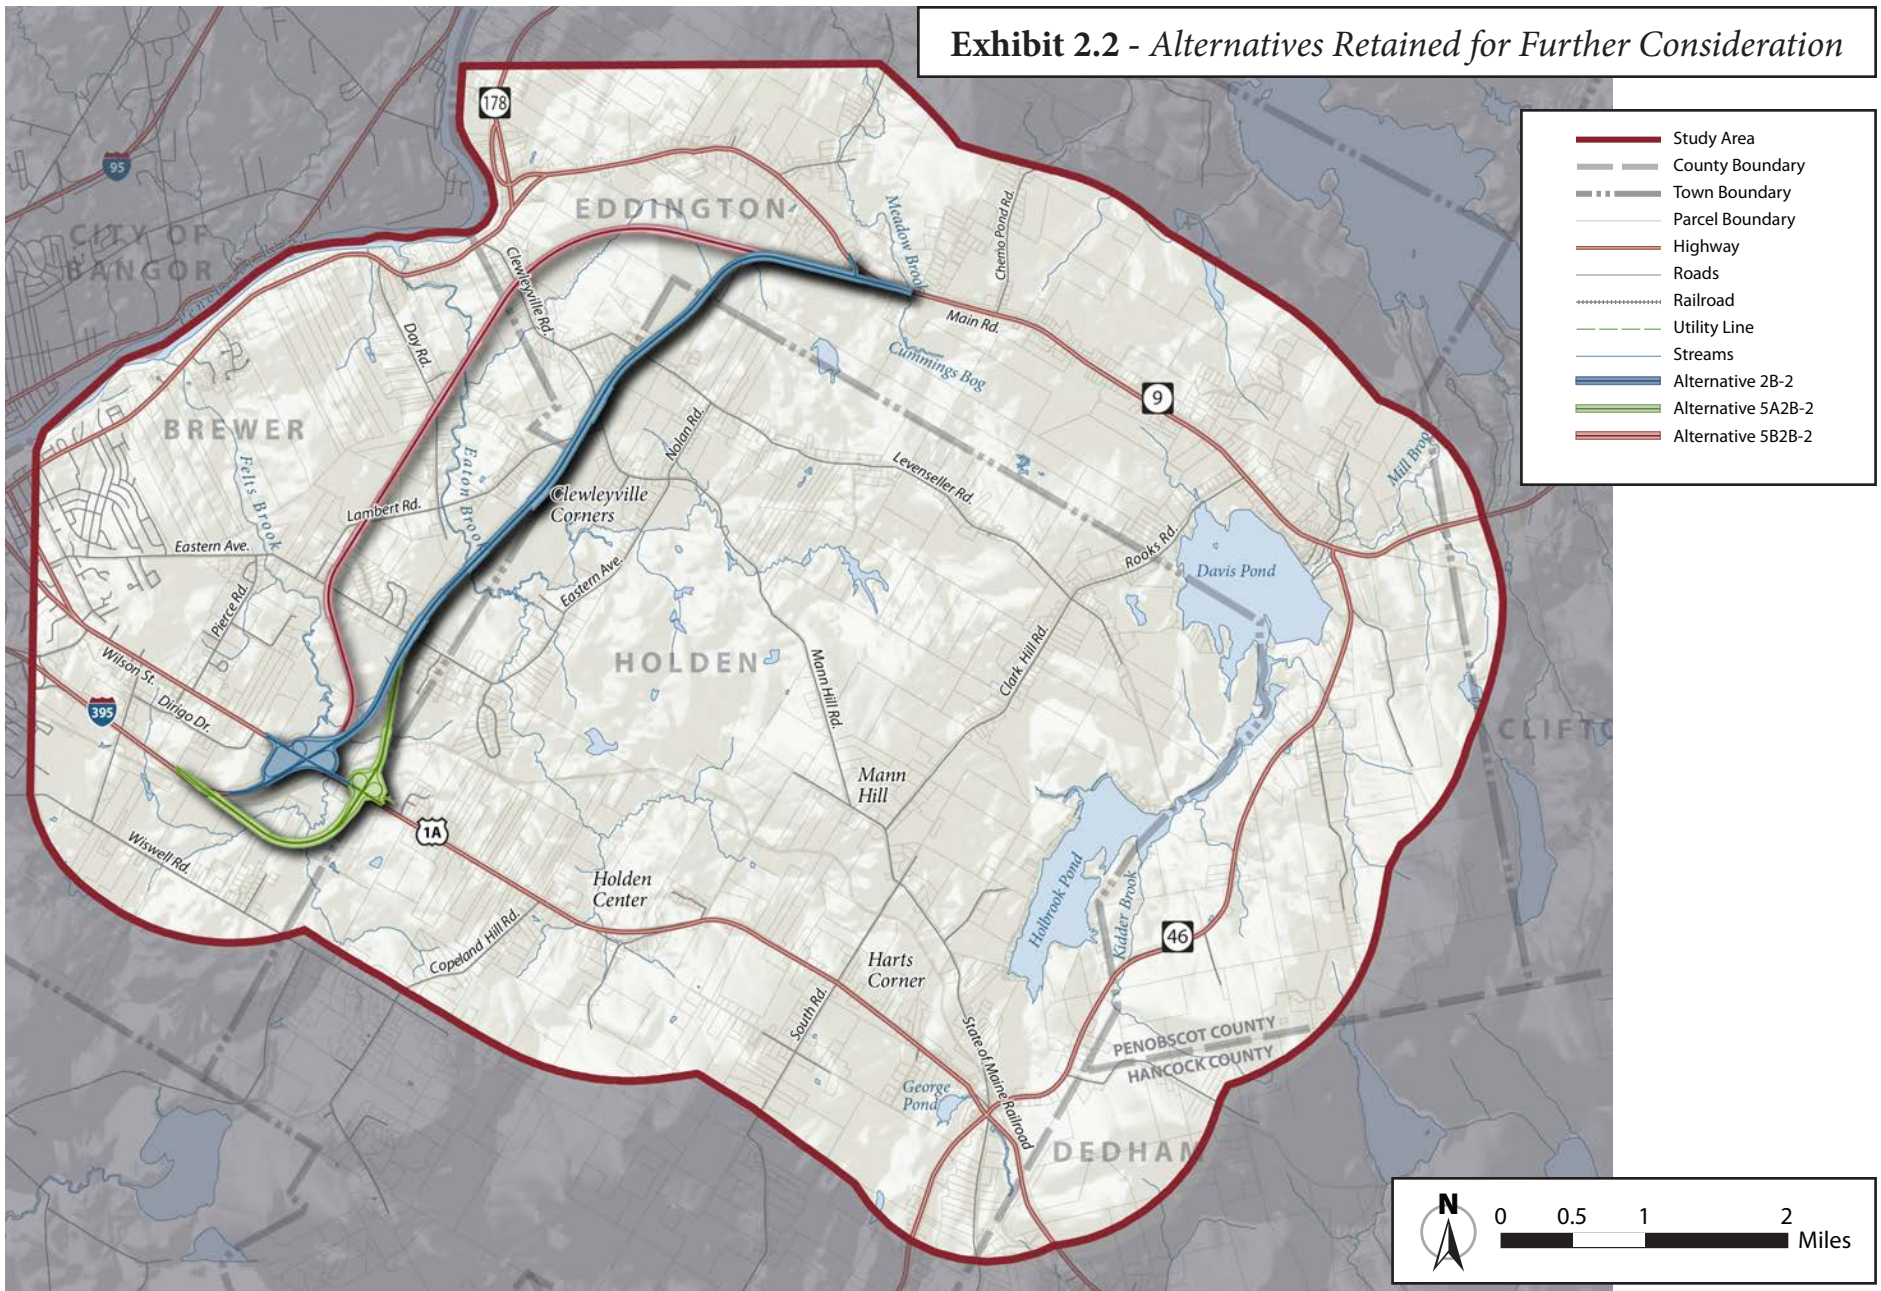 Exhibit 2.2 - Alternatives Retained for Further Consideration
Study Area
County Boundary
Town Boundary
Parcel Boundary
Highway
Roads
Railroad
Utility Line
Streams
Alternative 2B-2
Alternative 5A2B-2
Alternative 5B2B-2
178
95
CITY OF
BANGOR
EDDINGTON
Meadow Brook
Chemo Pond Rd.
Clewleyville Rd.
Main Rd.
Day Rd.
Cummings Bog
9
BREWER
Felts Brook
Eaton Brook
Nolan Rd.
Levenseller Rd.
Mill Broo
Clewleyville
Corners
Lambert Rd.
Eastern Ave.
Eastern Ave.
Rooks Rd.
Davis Pond
Pierce Rd.
HOLDEN
Mann Hill Rd.
Clark Hill Rd.
Wilson St.
Dirigo Dr.
395
CLIFTO
Mann
Hill
1A
Wiswell Rd.
Holden
Center
Holbrook Pond
Kidder Brook
Copeland Hill Rd.
46
Harts
Corner
South Rd.
State of Maine Railroad
PENOBSCOT COUNTY
HANCOCK COUNTY
George
Pond
DEDHAM
N
0 0.5 1 2
Miles